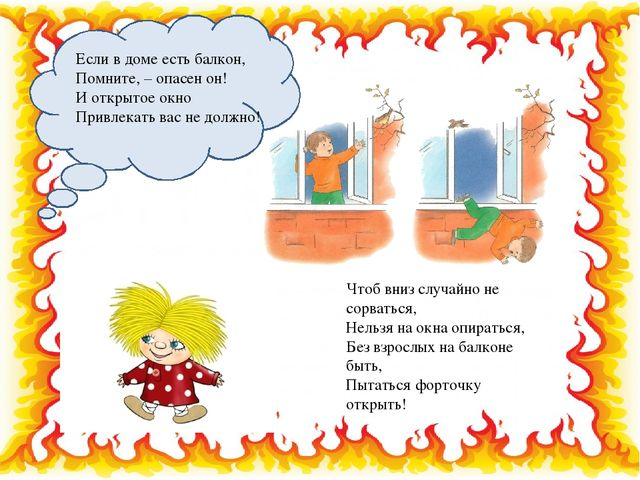 Если в доме есть балкон,
Помните, – опасен он!
И открытое окно
Привлекать вас не должно!
Чтоб вниз случайно не
сорваться,
Нельзя на окна опираться,
Без взрослых на балконе
быть,
Пытаться форточку
открыть!